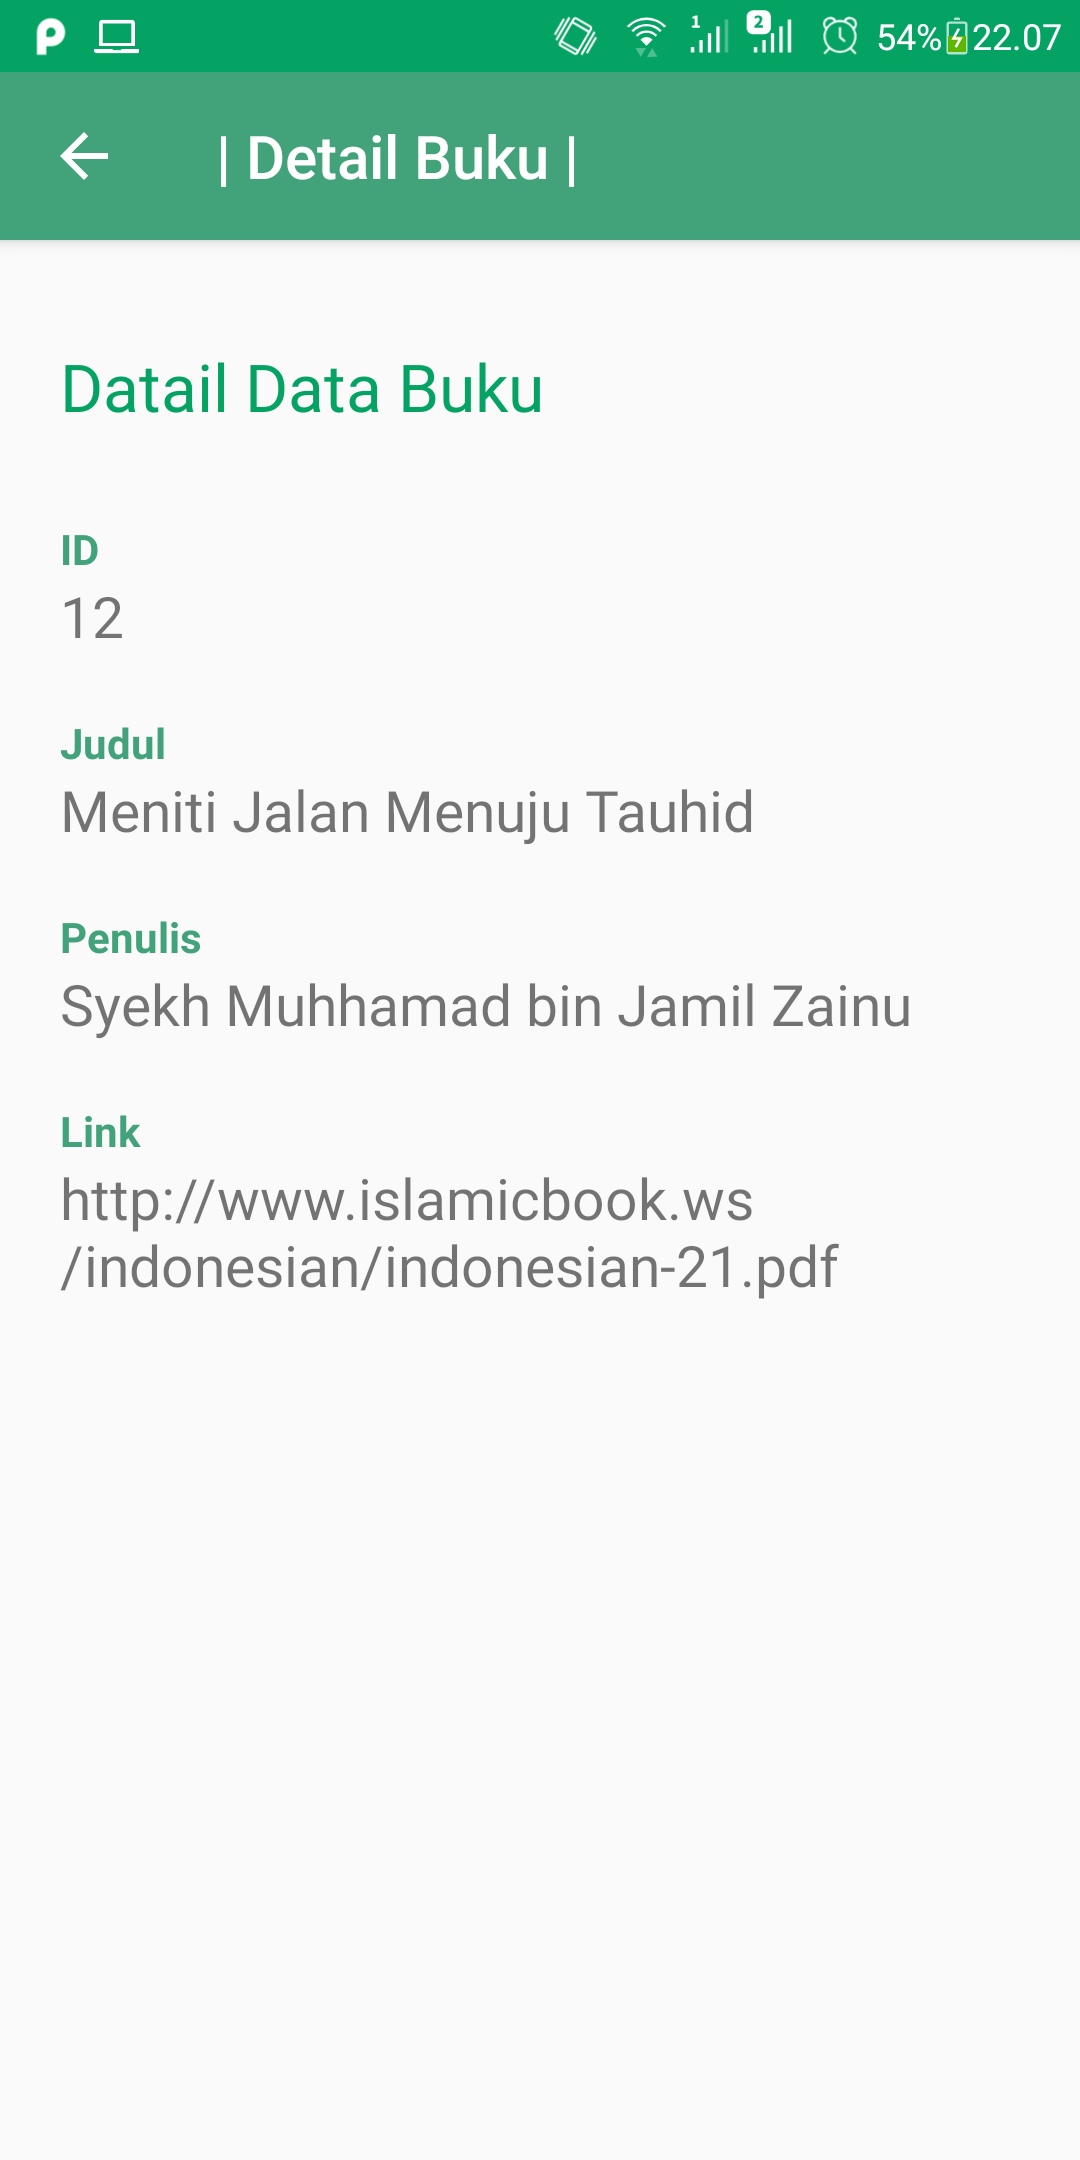 1
2
54%
22.07
| Detail Buku |
Datail Data Buku
ID
12
Judul
Meniti Jalan Menuju Tauhid
Penulis
Syekh Muhhamad bin Jamil Zainu
Link
http://www.islamicbook.ws
/indonesian/indonesian-21.pdf